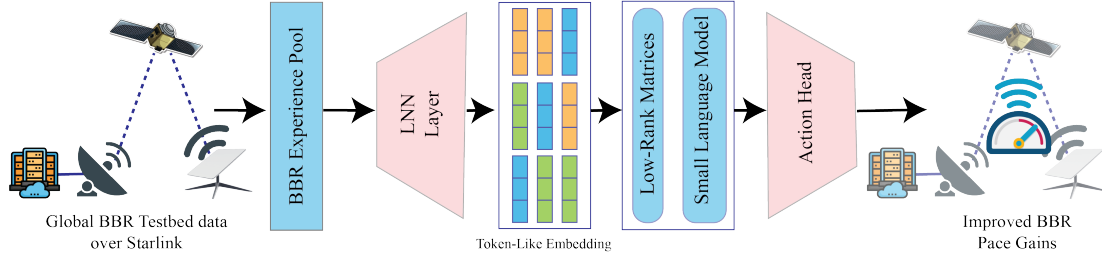 Global BBR Testbed data
over Starlink
BBR Experience Pool
LNN
Layer
Token-Like Embedding
Low-Rank Matrices
Small Language Model
Action Head
Improved BBR
Pace Gains